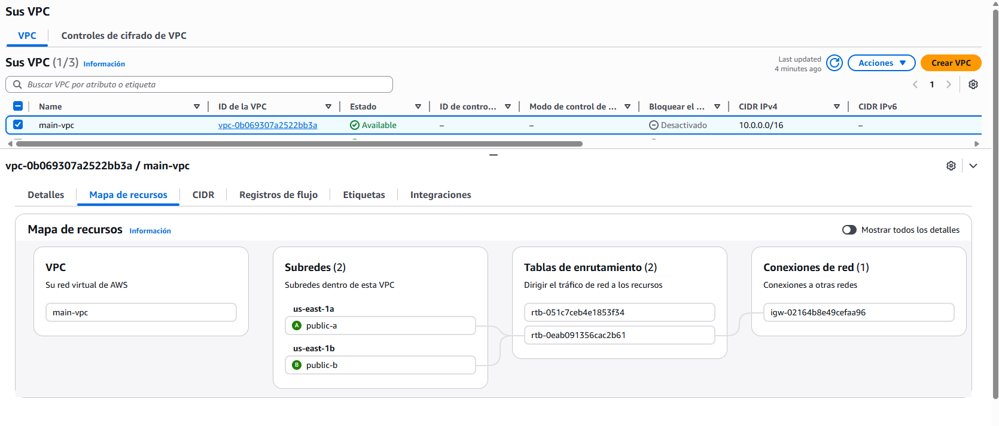 Sus VPC
VPC
Controles de cifrado de VPC
Sus VPC (1/3) Información
Last updated
4 minutes ago
Acciones
Crear VPC
Buscar VPC por atributo o etiqueta
1
Name
ID de la VPC
Estado
ID de contro...
Modo de control de ...
Bloquear el ...
CIDR IPv4
CIDR IPv6
main-vpc
vpc-0b069307a2522bb3a
Available
–
–
Desactivado
10.0.0.0/16
–
vpc-0b069307a2522bb3a / main-vpc
Detalles
Mapa de recursos
CIDR
Registros de flujo
Etiquetas
Integraciones
Mapa de recursos Información
Mostrar todos los detalles
VPC
Su red virtual de AWS
main-vpc
Subredes (2)
Subredes dentro de esta VPC
us-east-1a
A public-a
us-east-1b
B public-b
Tablas de enrutamiento (2)
Dirigir el tráfico de red a los recursos
rtb-051c7ceb4e1853f34
rtb-0eab091356cac2b61
Conexiones de red (1)
Conexiones a otras redes
igw-02164b8e49cefaa96